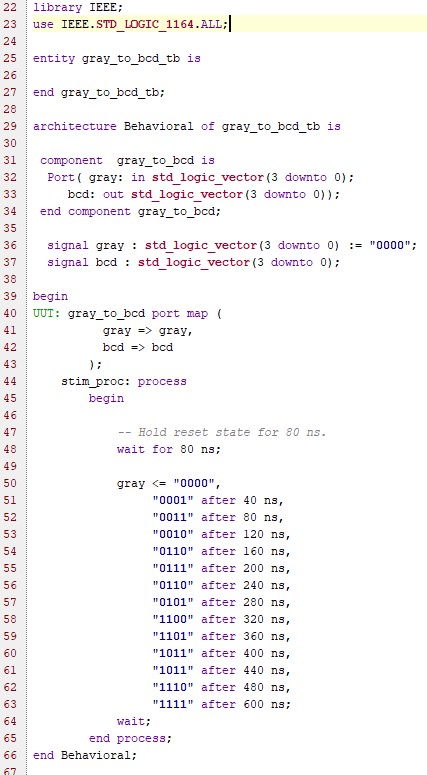 22 library IEEE;
23 use IEEE.STD_LOGIC_1164.ALL;
24
25 entity gray_to_bcd_tb is
26
27 end gray_to_bcd_tb;
28
29 architecture Behavioral of gray_to_bcd_tb is
30
31 component  gray_to_bcd is
32 Port( gray: in std_logic_vector(3 downto 0);
33 bcd: out std_logic_vector(3 downto 0));
34 end component gray_to_bcd;
35
36 signal gray : std_logic_vector(3 downto 0) := "0000";
37 signal bcd : std_logic_vector(3 downto 0);
38
39 begin
40 UUT: gray_to_bcd port map (
41 gray => gray,
42 bcd => bcd
43 );
44 stim_proc: process
45 begin
46
47 -- Hold reset state for 80 ns.
48 wait for 80 ns;
49
50 gray <= "0000",
51 "0001" after 40 ns,
52 "0011" after 80 ns,
53 "0010" after 120 ns,
54 "0110" after 160 ns,
55 "0111" after 200 ns,
56 "0110" after 240 ns,
57 "0101" after 280 ns,
58 "1100" after 320 ns,
59 "1101" after 360 ns,
60 "1011" after 400 ns,
61 "1011" after 440 ns,
62 "1110" after 480 ns,
63 "1111" after 600 ns;
64 wait;
65 end process;
66 end Behavioral;
67